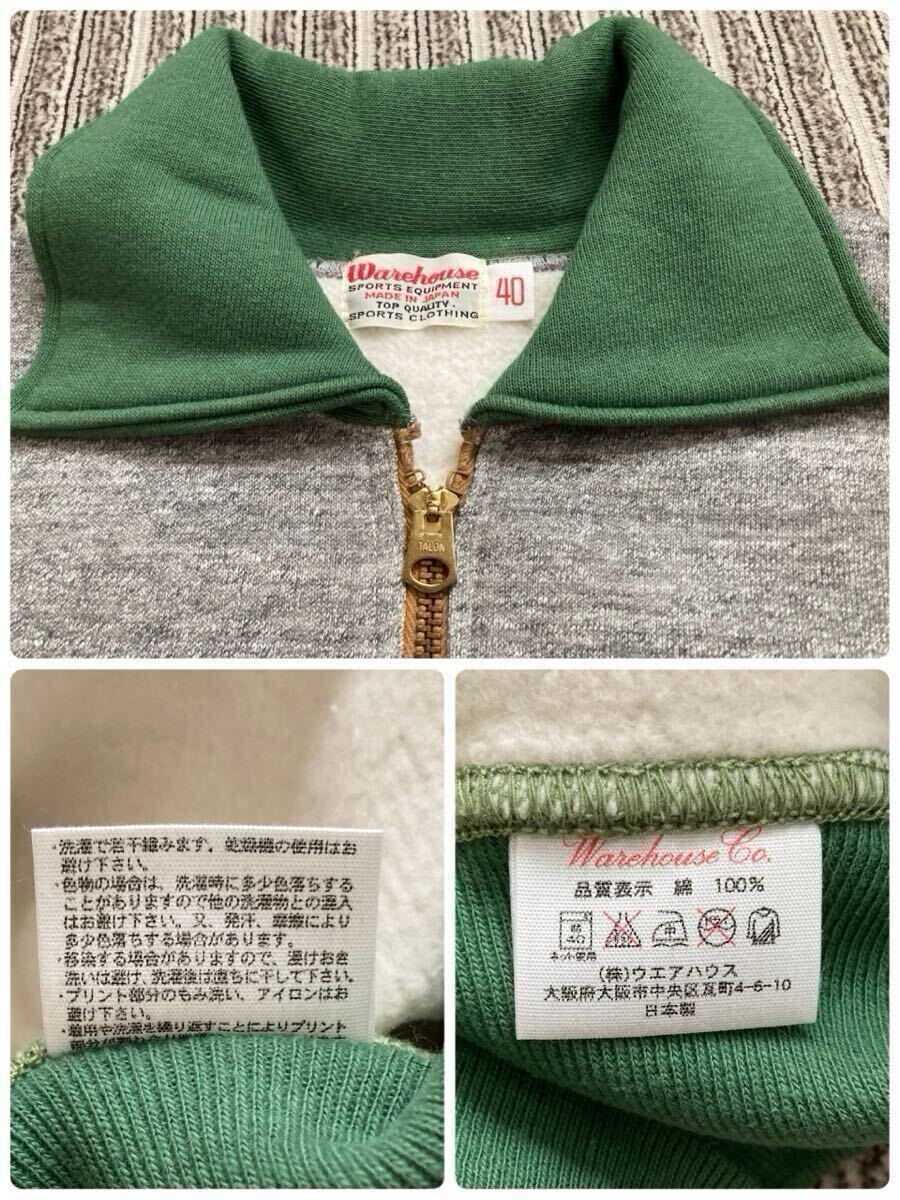 Warehouse
SPORTS EQUIPMENT
MADE IN JAPAN
TOP QUALITY.
SPORTS CLOTHING
40
TALON
・洗濯で若干縮みます。乾燥機の使用はお
避け下さい。
・色物の場合は、洗濯時に多少色落ちする
ことがありますので他の洗濯物との混入
はお避け下さい。又、発汗、摩擦により
多少色落ちする場合があります。
・移染する場合がありますので、浸けおき
洗いは避け、洗濯後は直ちに干して下さい。
・プリント部分のもみ洗い、アイロンはお
避け下さい。
・着用や洗濯を繰り返すことによりプリント
Warehouse Co.
品質表示 綿 100%
40
中
ネット使用
(株)ウエアハウス
大阪府大阪市中央区瓦町4-6-10
日本製